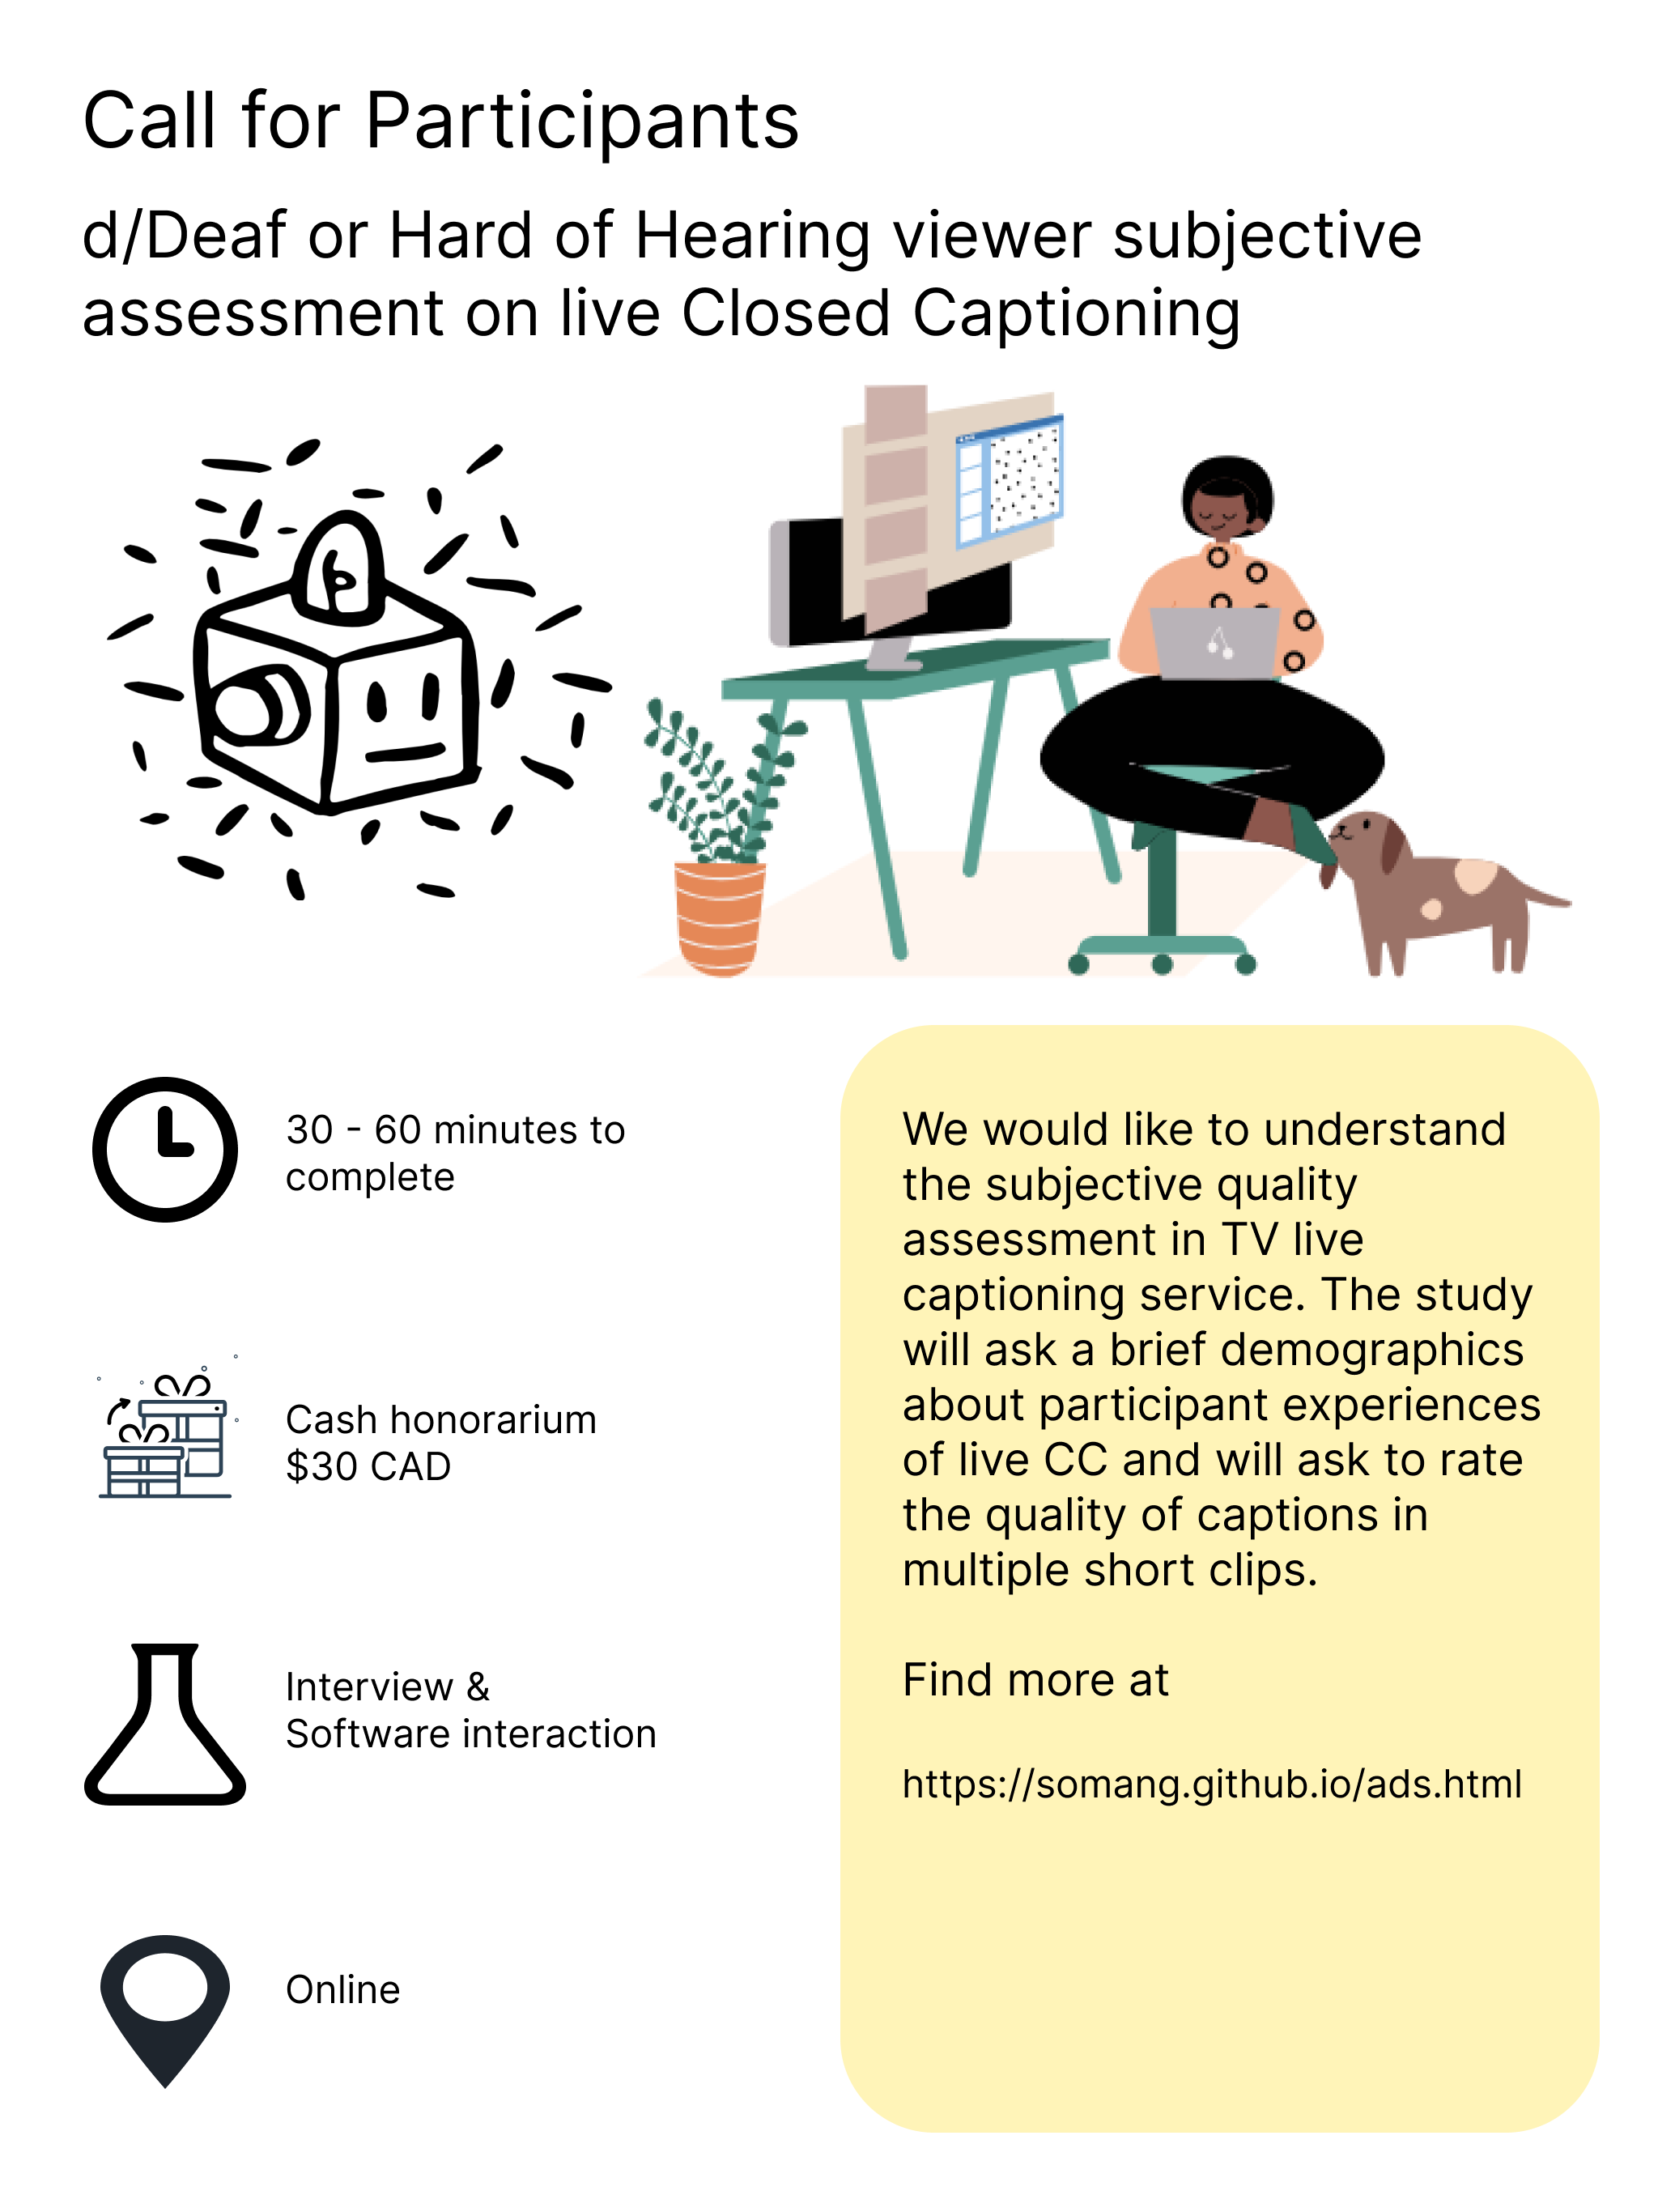 Call for Participants
d/Deaf or Hard of Hearing viewer subjective
assessment on live Closed Captioning
30 - 60 minutes to
complete
Cash honorarium
$30 CAD
Interview &
Software interaction
Online
We would like to understand
the subjective quality
assessment in TV live
captioning service. The study
will ask a brief demographics
about participant experiences
of live CC and will ask to rate
the quality of captions in
multiple short clips.
Find more at
https://somang.github.io/ads.html